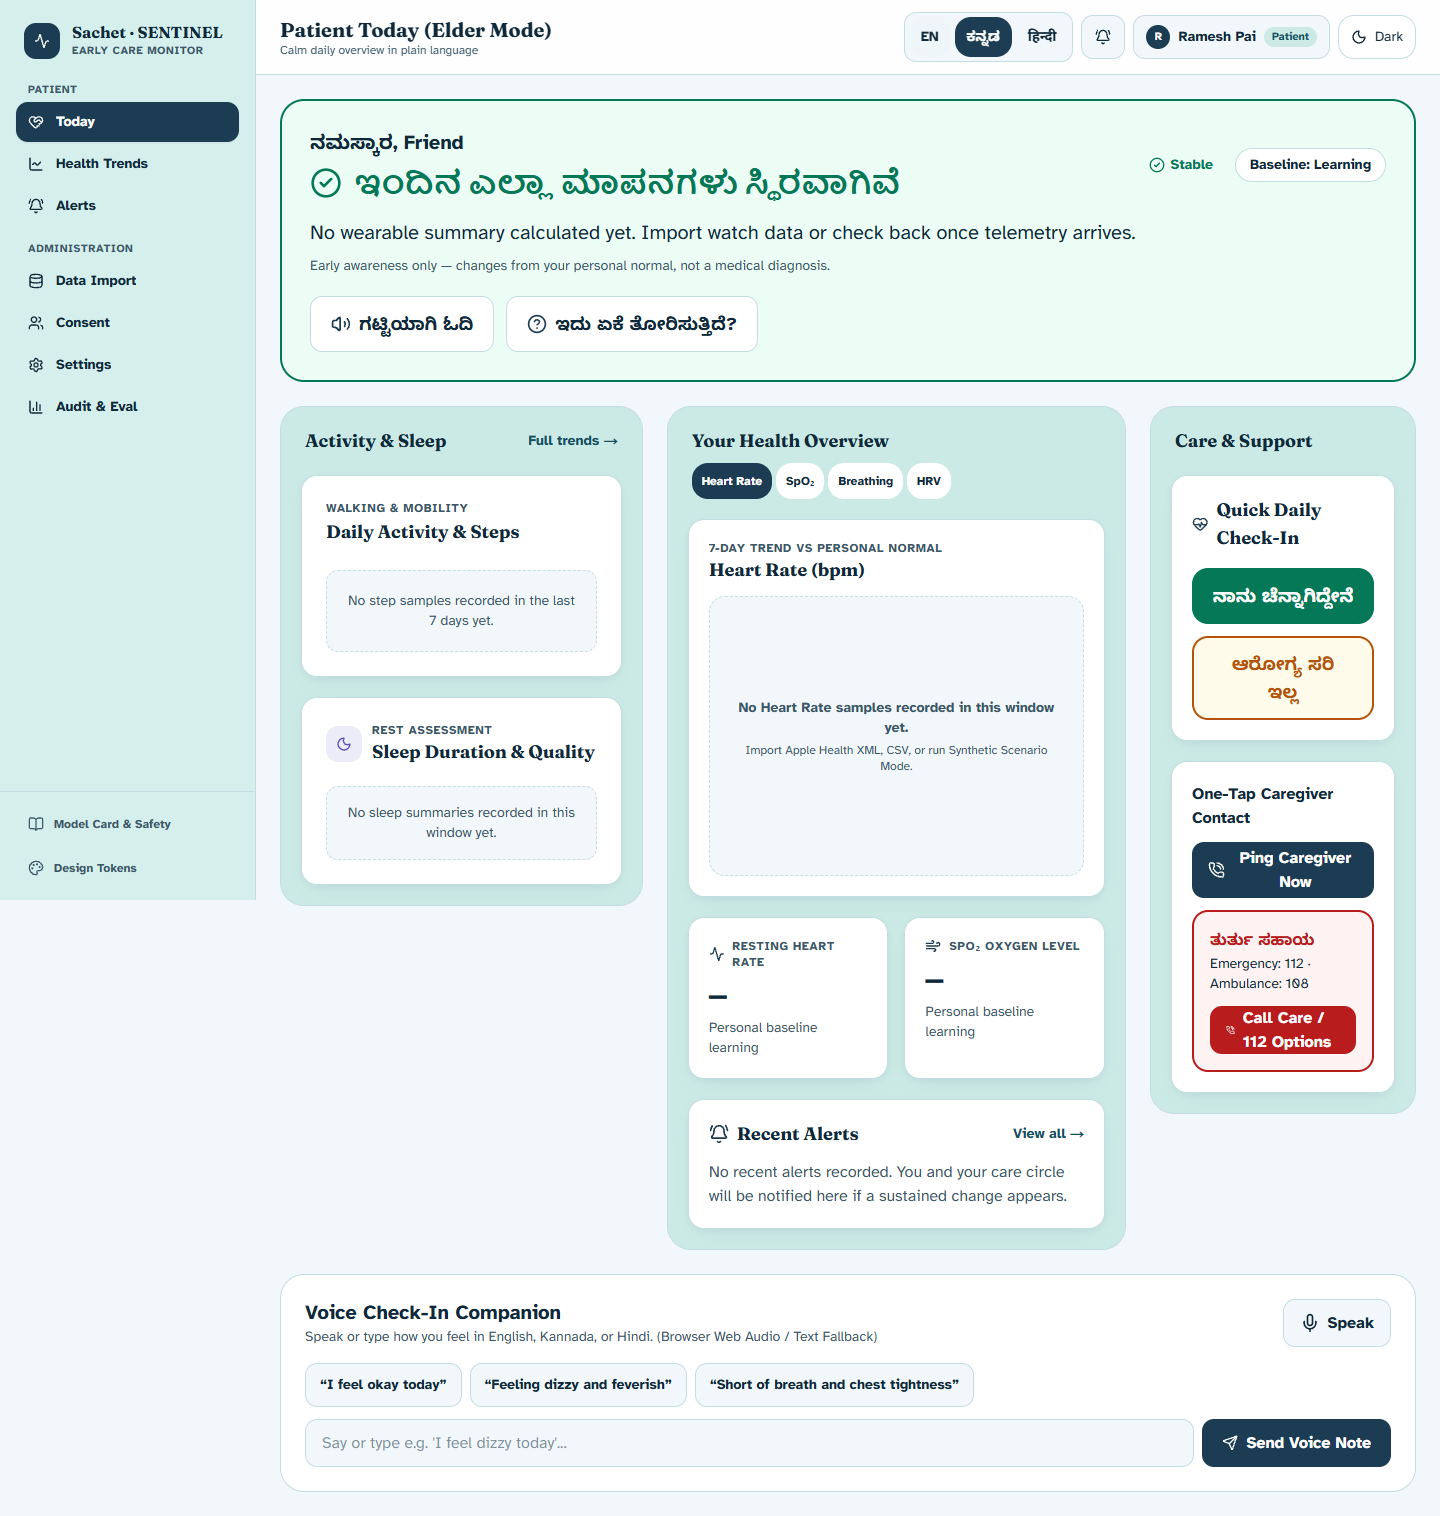 Sachet · SENTINEL
EARLY CARE MONITOR
PATIENT
Today
Health Trends
Alerts
ADMINISTRATION
Data Import
Consent
Settings
Audit & Eval
Model Card & Safety
Design Tokens
Patient Today (Elder Mode)
Calm daily overview in plain language
EN
ಕನ್ನಡ
हिन्दी
R
Ramesh Pai
Patient
Dark
ನಮಸ್ಕಾರ, Friend
ಇಂದಿನ ಎಲ್ಲಾ ಮಾಪನಗಳು ಸ್ಥಿರವಾಗಿವೆ
Stable
Baseline: Learning
No wearable summary calculated yet. Import watch data or check back once telemetry arrives.
Early awareness only — changes from your personal normal, not a medical diagnosis.
ಗಟ್ಟಿಯಾಗಿ ಓದಿ
ಇದು ಏಕೆ ತೋರಿಸುತ್ತಿದೆ?
Activity & Sleep
Full trends →
WALKING & MOBILITY
Daily Activity & Steps
No step samples recorded in the last
7 days yet.
REST ASSESSMENT
Sleep Duration & Quality
No sleep summaries recorded in this
window yet.
Your Health Overview
Heart Rate
SpO₂
Breathing
HRV
7-DAY TREND VS PERSONAL NORMAL
Heart Rate (bpm)
No Heart Rate samples recorded in this window
yet.
Import Apple Health XML, CSV, or run Synthetic Scenario
Mode.
RESTING HEART
RATE
—
Personal baseline
learning
SPO₂ OXYGEN LEVEL
—
Personal baseline
learning
Recent Alerts
View all →
No recent alerts recorded. You and your care circle
will be notified here if a sustained change appears.
Care & Support
Quick Daily
Check-In
ನಾನು ಚೆನ್ನಾಗಿದ್ದೇನೆ
ಆರೋಗ್ಯ ಸರಿ
ಇಲ್ಲ
One-Tap Caregiver
Contact
Ping Caregiver
Now
ತುರ್ತು ಸಹಾಯ
Emergency: 112 ·
Ambulance: 108
Call Care /
112 Options
Voice Check-In Companion
Speak or type how you feel in English, Kannada, or Hindi. (Browser Web Audio / Text Fallback)
Speak
“I feel okay today”
“Feeling dizzy and feverish”
“Short of breath and chest tightness”
Say or type e.g. 'I feel dizzy today'...
Send Voice Note